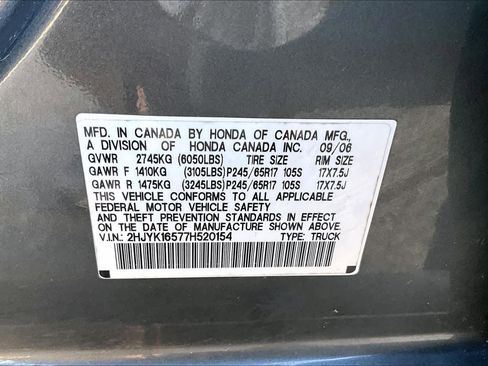 MFD. IN CANADA BY HONDA OF CANADA MFG.,
A DIVISION OF HONDA CANADA INC. 09/06
GVWR 2745KG (6050LBS) TIRE SIZE RIM SIZE
GAWR F 1410KG (3105LBS) P245/65R17 105S 17X7.5J
GAWR R 1475KG (3245LBS) P245/65R17 105S 17X7.5J
THIS VEHICLE CONFORMS TO ALL APPLICABLE
FEDERAL MOTOR VEHICLE SAFETY
AND THEFT PREVENTION STANDARDS IN EFFECT
ON THE DATE OF MANUFACTURE SHOWN ABOVE.
V.I.N.: 2HJYK16577H520154 TYPE: TRUCK